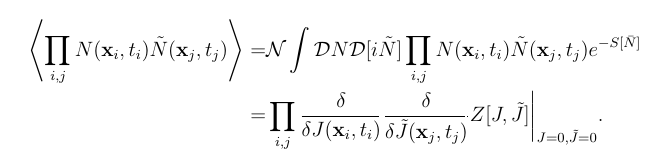 \left\langle \prod_{i,j} N(\mathbf{x}_i, t_i) \tilde{N}(\mathbf{x}_j, t_j) \right\rangle = \mathcal{N} \int \mathcal{D}N \mathcal{D}[i\tilde{N}] \prod_{i,j} N(\mathbf{x}_i, t_i) \tilde{N}(\mathbf{x}_j, t_j) e^{-S[\bar{N}]}
= \prod_{i,j} \frac{\delta}{\delta J(\mathbf{x}_i, t_i)} \frac{\delta}{\delta \tilde{J}(\mathbf{x}_j, t_j)} Z[J, \tilde{J}] \Big|_{J=0, \tilde{J}=0}.